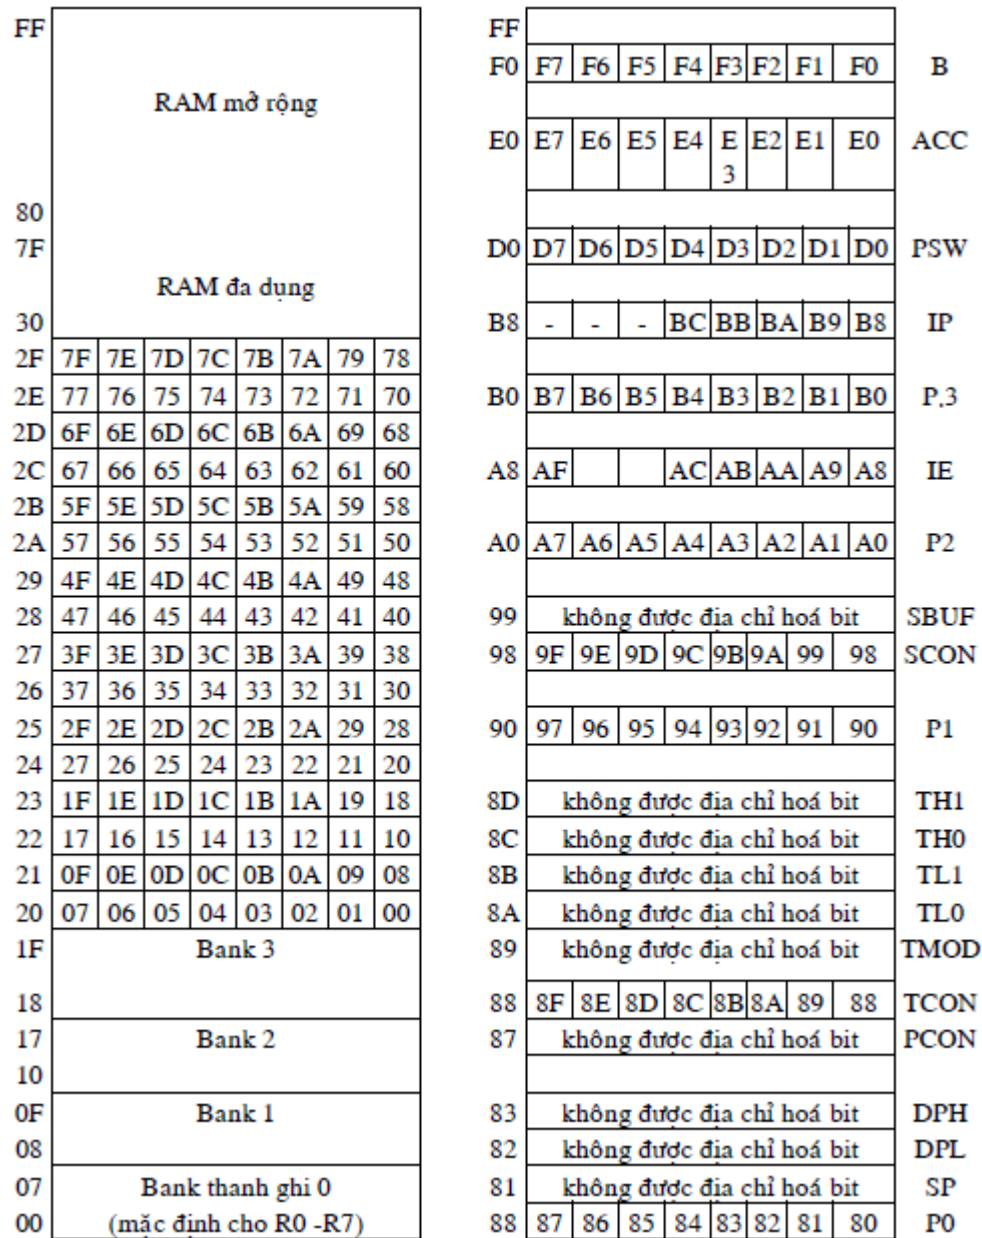 FF
RAM mở rộng
80
7F
RAM đa dụng
30
2F 7F 7E 7D 7C 7B 7A 79 78
2E 77 76 75 74 73 72 71 70
2D 6F 6E 6D 6C 6B 6A 69 68
2C 67 66 65 64 63 62 61 60
2B 5F 5E 5D 5C 5B 5A 59 58
2A 57 56 55 54 53 52 51 50
29 4F 4E 4D 4C 4B 4A 49 48
28 47 46 45 44 43 42 41 40
27 3F 3E 3D 3C 3B 3A 39 38
26 37 36 35 34 33 32 31 30
25 2F 2E 2D 2C 2B 2A 29 28
24 27 26 25 24 23 22 21 20
23 1F 1E 1D 1C 1B 1A 19 18
22 17 16 15 14 13 12 11 10
21 0F 0E 0D 0C 0B 0A 09 08
20 07 06 05 04 03 02 01 00
1F Bank 3
18
17 Bank 2
10
0F Bank 1
08
07 Bank thanh ghi 0
00 (mặc định cho R0 -R7)
FF
F0 F7 F6 F5 F4 F3 F2 F1 F0 B
E0 E7 E6 E5 E4 E E2 E1 E0 ACC
3
D0 D7 D6 D5 D4 D3 D2 D1 D0 PSW
B8 - - - BC BB BA B9 B8 IP
B0 B7 B6 B5 B4 B3 B2 B1 B0 P.3
A8 AF AC AB AA A9 A8 IE
A0 A7 A6 A5 A4 A3 A2 A1 A0 P2
99 không được địa chỉ hoá bit SBUF
98 9F 9E 9D 9C 9B 9A 99 98 SCON
90 97 96 95 94 93 92 91 90 P1
8D không được địa chỉ hoá bit TH1
8C không được địa chỉ hoá bit TH0
8B không được địa chỉ hoá bit TL1
8A không được địa chỉ hoá bit TL0
89 không được địa chỉ hoá bit TMOD
88 8F 8E 8D 8C 8B 8A 89 88 TCON
87 không được địa chỉ hoá bit PCON
83 không được địa chỉ hoá bit DPH
82 không được địa chỉ hoá bit DPL
81 không được địa chỉ hoá bit SP
88 87 86 85 84 83 82 81 80 P0